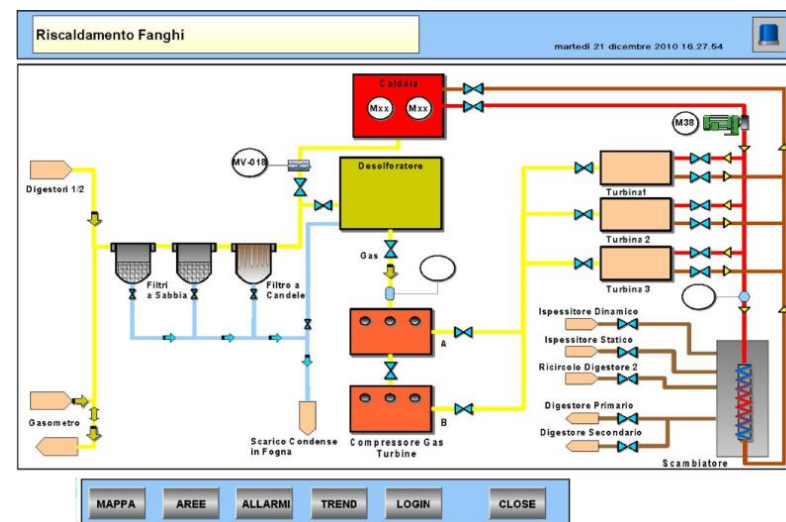 Riscaldamento Fanghi
martedì 21 dicembre 2010 16.27.54
Caldaia
Mxx
Mxx
M38
MV-018
Desolforatore
Digestori 1/2
Turbina1
Gas
Turbina 2
Filtri
a Sabbia
Filtro a
Candele
Turbina 3
Ispessitore Dinamico
A
Ispessitore Statico
Ricircolo Digestore 2
Digestore Primario
Gasometro
B
Digestore Secondario
Scarico Condense
in Fogna
Compressore Gas
Turbine
Scambiatore
MAPPA
AREE
ALLARMI
TREND
LOGIN
CLOSE